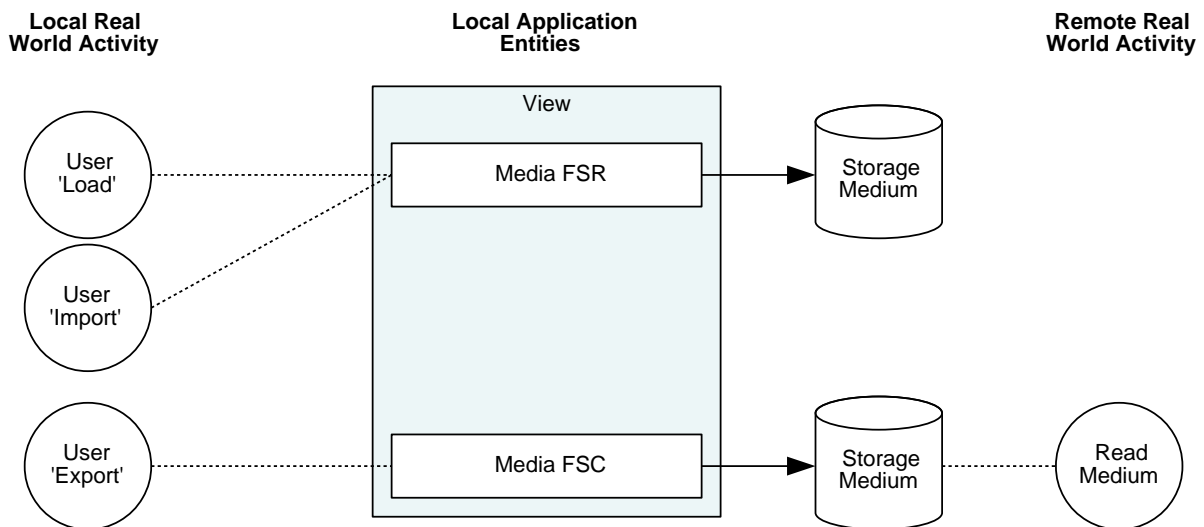 Local Real
World Activity
Local Application
Entities
Remote Real
World Activity
View
User
'Load'
Media FSR
Storage
Medium
User
'Import'
User
'Export'
Media FSC
Storage
Medium
Read
Medium